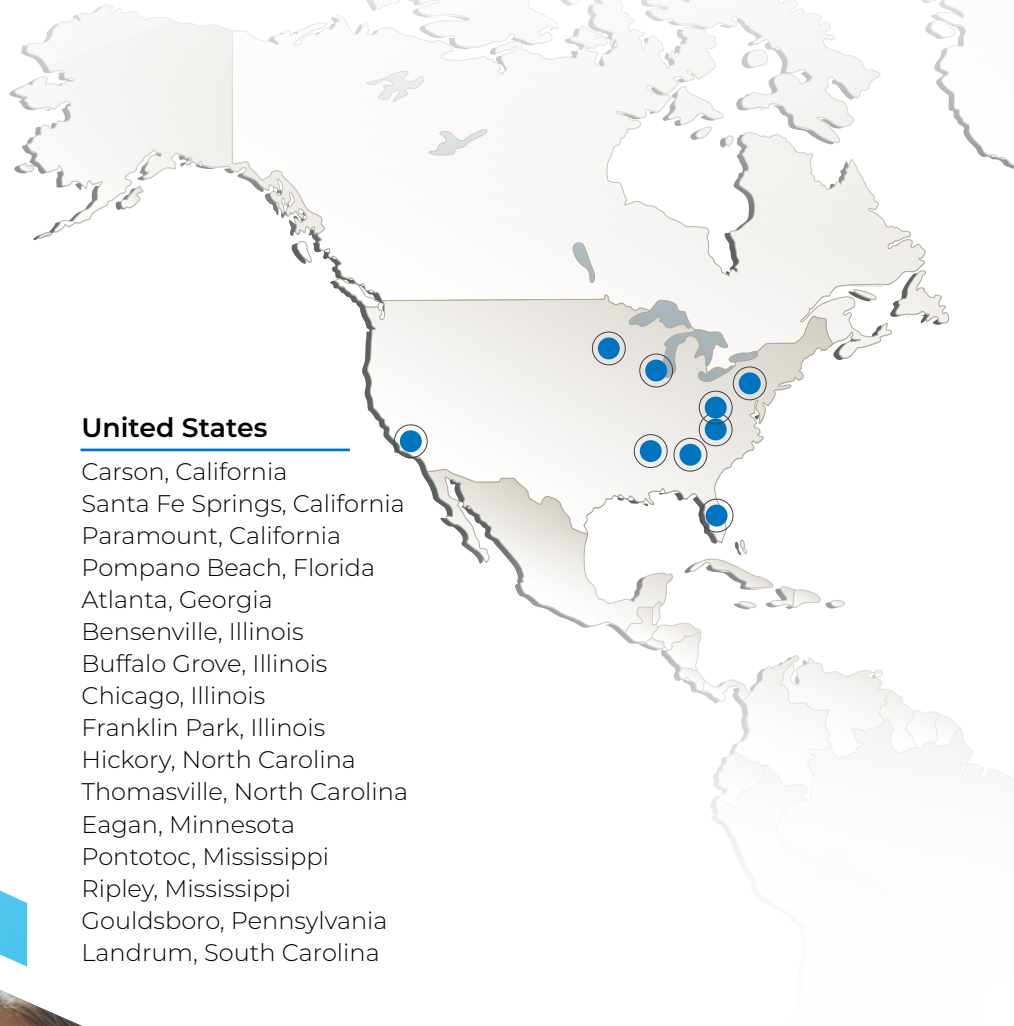 United States
Carson, California
Santa Fe Springs, California
Paramount, California
Pompano Beach, Florida
Atlanta, Georgia
Bensenville, Illinois
Buffalo Grove, Illinois
Chicago, Illinois
Franklin Park, Illinois
Hickory, North Carolina
Thomasville, North Carolina
Eagan, Minnesota
Pontotoc, Mississippi
Ripley, Mississippi
Gouldsboro, Pennsylvania
Landrum, South Carolina